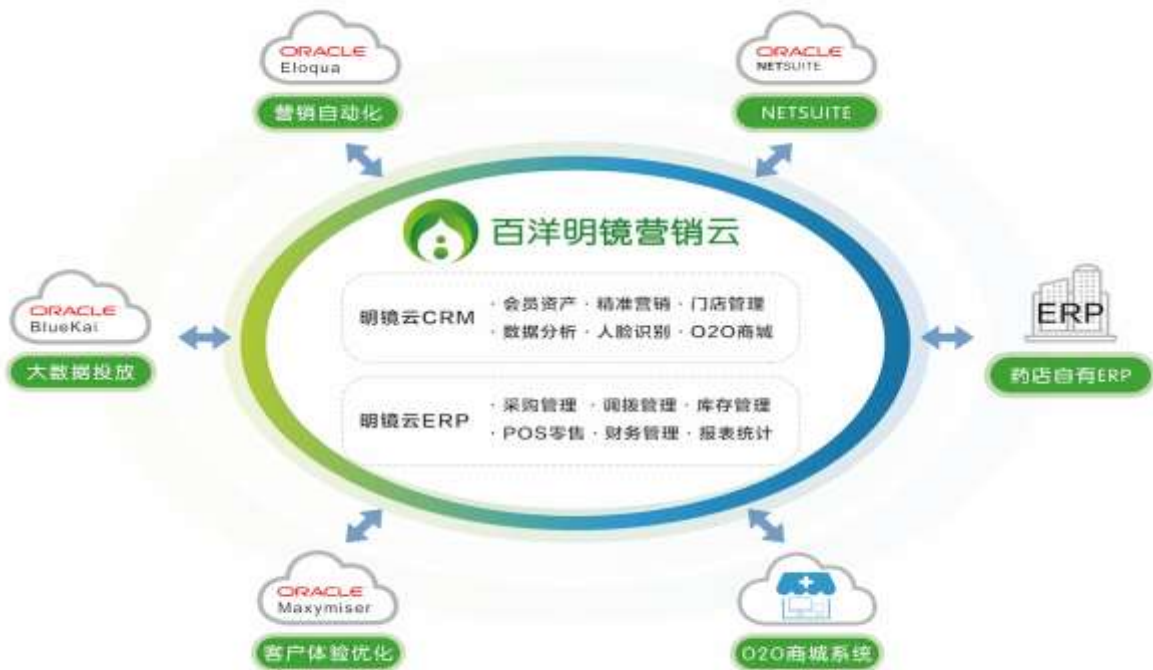 ORACLE
Eloqua
营销自动化
ORACLE
NETSUITE
NETSUITE
百洋明镜营销云
明镜云CRM
· 会员资产 · 精准营销 · 门店管理
· 数据分析 · 人脸识别 · O2O商城
明镜云ERP
· 采购管理 · 调拨管理 · 库存管理
· POS零售 · 财务管理 · 报表统计
ORACLE
BlueKai
大数据投放
ERP
药店自有ERP
ORACLE
Maxymiser
客户体验优化
O2O商城系统